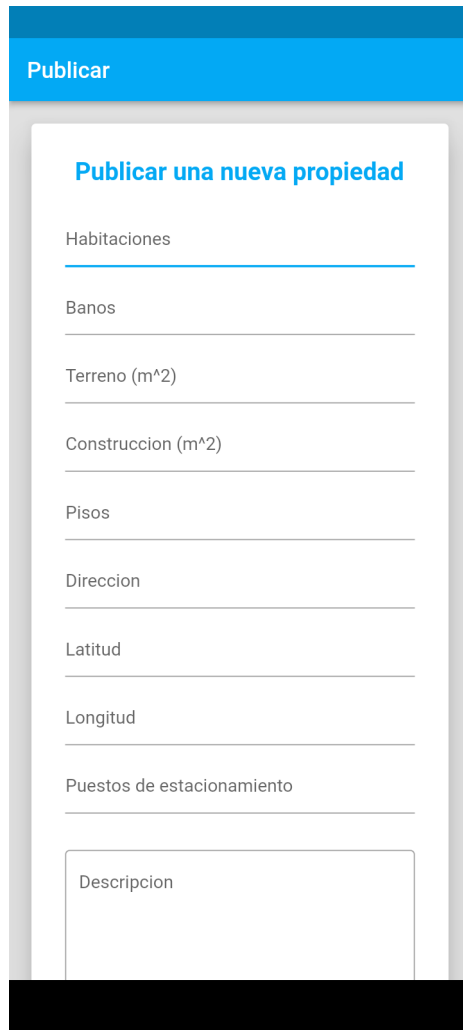 Publicar
Publicar una nueva propiedad
Habitaciones
Banos
Terreno (m^2)
Construccion (m^2)
Pisos
Direccion
Latitud
Longitud
Puestos de estacionamiento
Descripcion